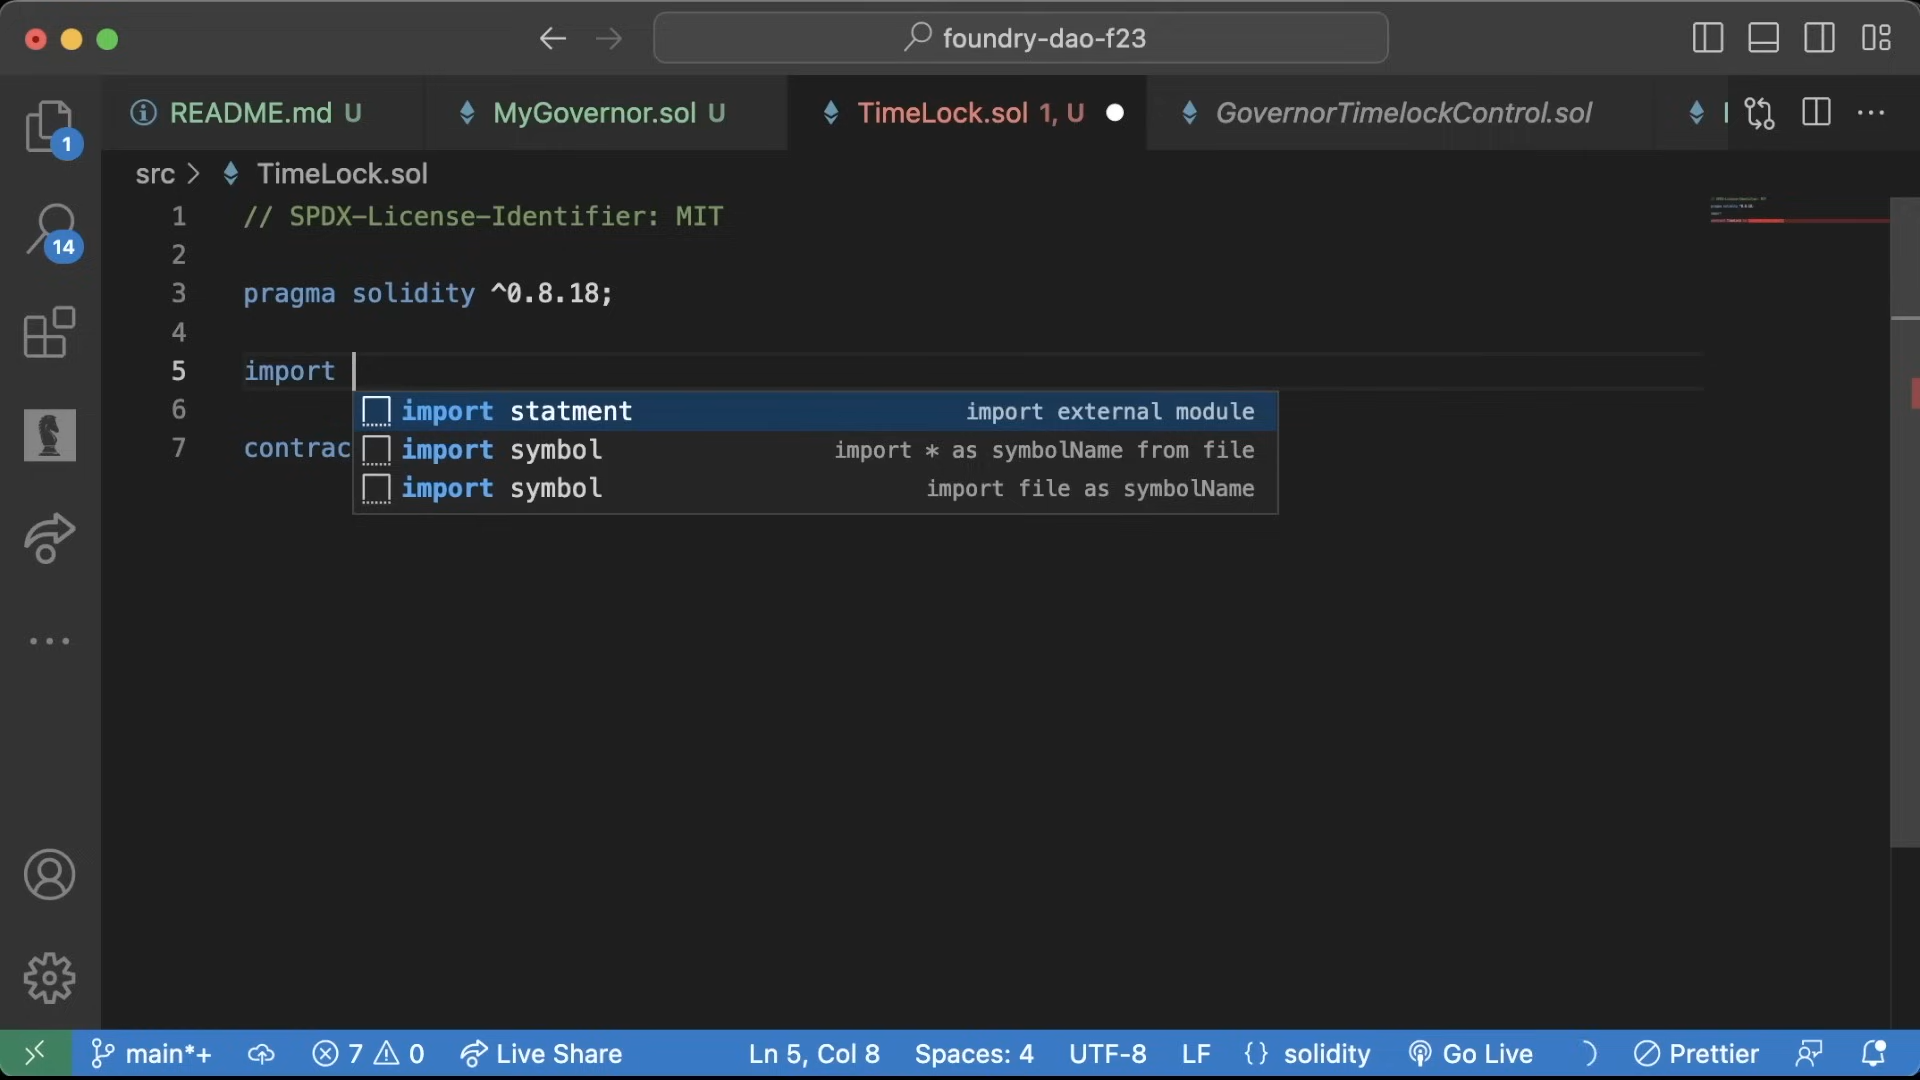 foundry-dao-f23
README.md U
MyGovernor.sol U
TimeLock.sol 1, U
GovernorTimelockControl.sol
src > TimeLock.sol
1
14
1 // SPDX-License-Identifier: MIT
2
3 pragma solidity ^0.8.18;
4
5 import
6
7 contrac
import statment import external module
import symbol import * as symbolName from file
import symbol import file as symbolName
main*+ 7 0 Live Share Ln 5, Col 8 Spaces: 4 UTF-8 LF {} solidity Go Live Prettier